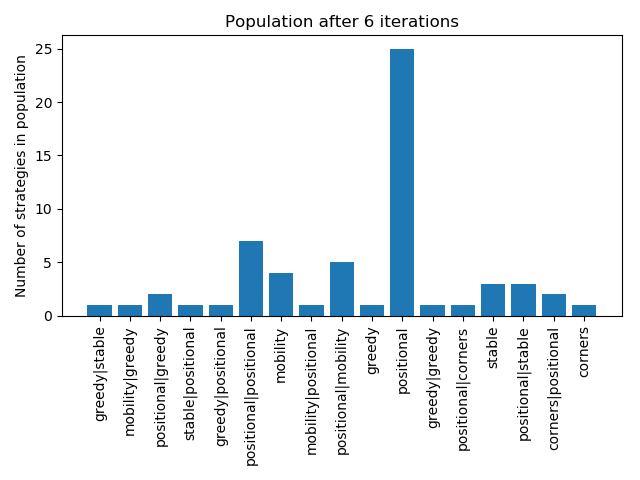 Population after 6 iterations
Number of strategies in population
25
20
15
10
5
0
greedy|stable
mobility|greedy
positional|greedy
stable|positional
greedy|positional
positional|positional
mobility
mobility|positional
positional|mobility
greedy
positional
greedy|greedy
positional|corners
stable
positional|stable
corners|positional
corners